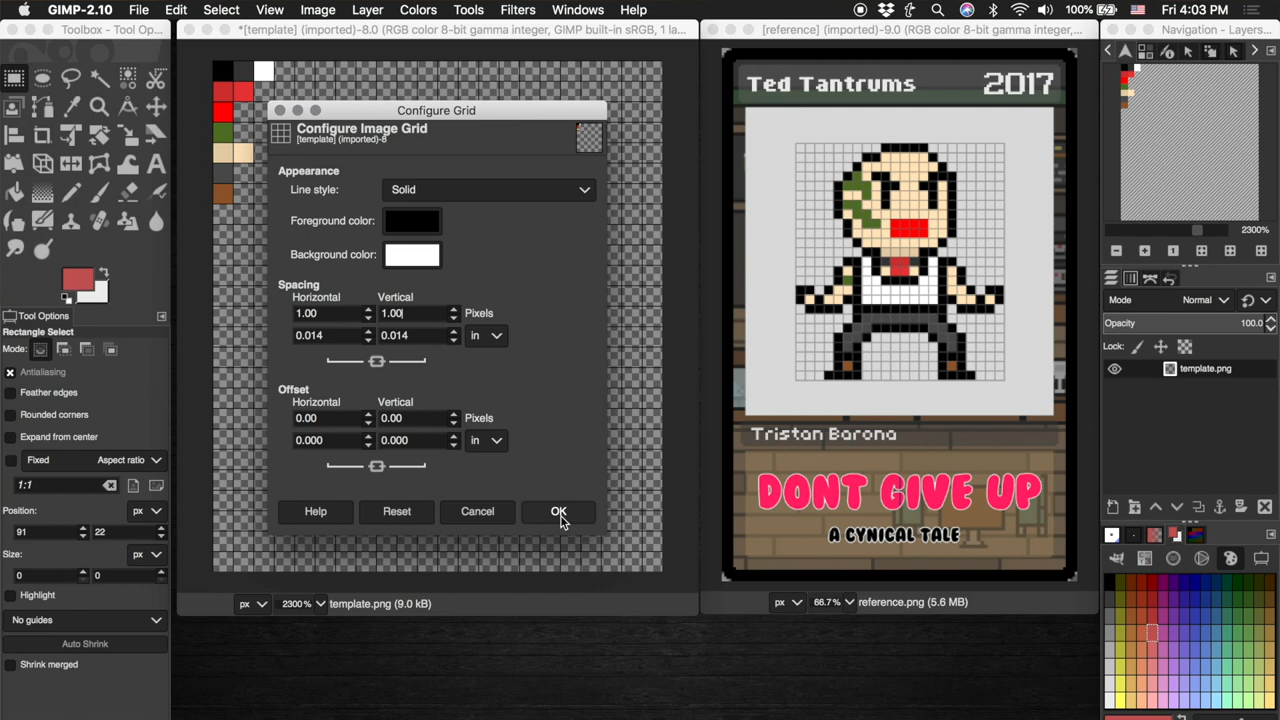 GIMP-2.10 File Edit Select View Image Layer Colors Tools Filters Windows Help 100% Fri 4:03 PM
Toolbox - Tool Op...
*[template] (imported)-8.0 (RGB color 8-bit gamma integer, GIMP built-in sRGB, 1 la...
[reference] (imported)-9.0 (RGB color 8-bit gamma integer, GI...
Navigation - Layers...
Configure Grid
Configure Image Grid
[template] (imported)-8
Appearance
Line style: Solid
Foreground color:
Background color:
Spacing
Horizontal Vertical
1.00 1.00 Pixels
0.014 0.014 in
Offset
Horizontal Vertical
0.00 0.00 Pixels
0.000 0.000 in
Help Reset Cancel OK
px 2300% template.png (9.0 kB)
Tool Options
Rectangle Select
Mode:
Antialiasing
Feather edges
Rounded corners
Expand from center
Fixed Aspect ratio
1:1
Position: px
91 22
Size: px
0 0
Highlight
No guides
Auto Shrink
Shrink merged
Ted Tantrums 2017
Tristan Barona
DONT GIVE UP
A CYNICAL TALE
px 66.7% reference.png (5.6 MB)
2300%
Mode Normal
Opacity 100.0
Lock:
template.png